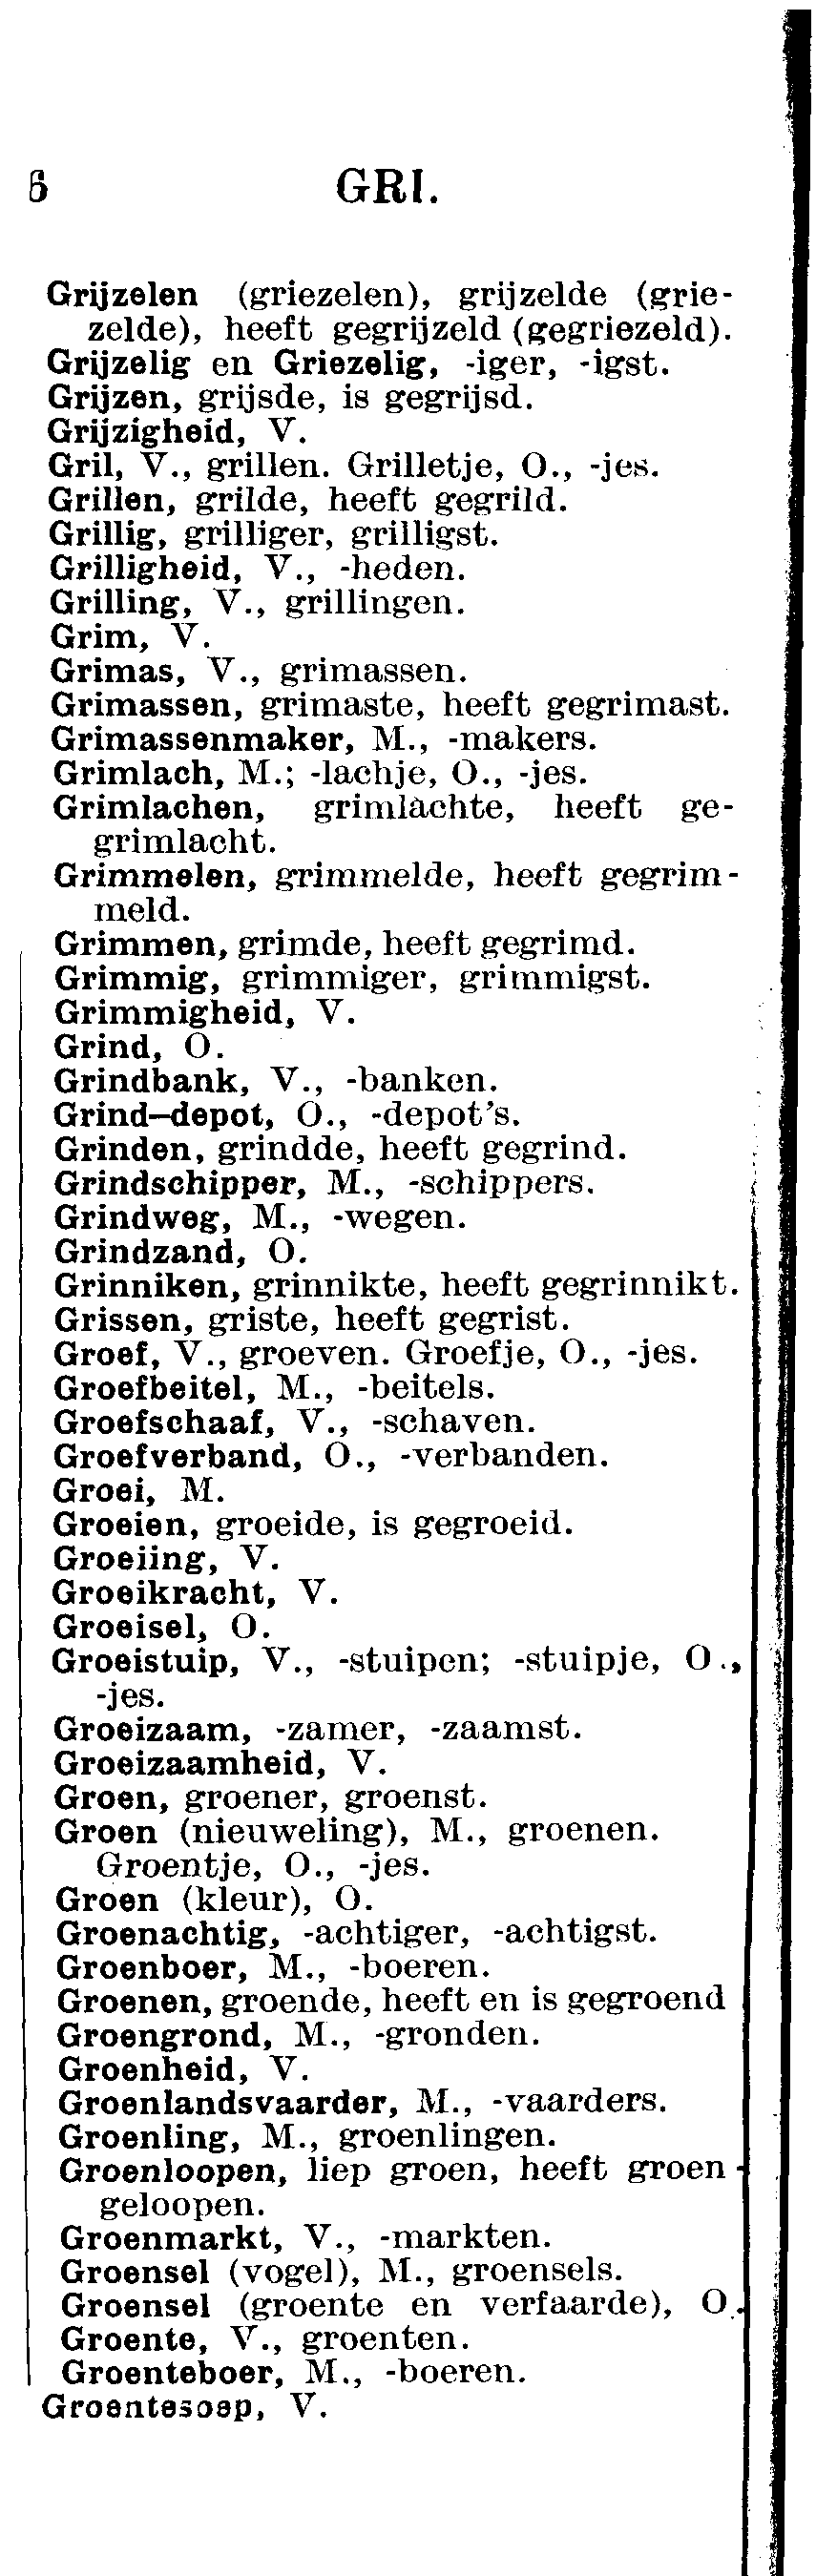 6 GRI.
Grijzelen (griezelen), grijzelde (grie-
zelde), heeft gegrijzeld (gegriezeld).
Grijzelig en Griezelig, -iger, -igst.
Grijzen, grijsde, is gegrijsd.
Grijzigheid, V.
Gril, V., grillen. Grilletje, O., -jes.
Grillen, grilde, heeft gegrild.
Grillig, grilliger, grilligst.
Grilligheid, V., -heden.
Grilling, V., grillingen.
Grim, V.
Grimas, V., grimassen.
Grimassen, grimaste, heeft gegrimast.
Grimassenmaker, M., -makers.
Grimlach, M.; -lachje, O., -jes.
Grimlachen, grimlachte, heeft ge-
grimlacht.
Grimmelen, grimmelde, heeft gegrim-
meld.
Grimmen, grimde, heeft gegrimd.
Grimmig, grimmiger, grimmigst.
Grimmigheid, V.
Grind, O.
Grindbank, V., -banken.
Grind-depot, O., -depot's.
Grinden, grindde, heeft gegrind.
Grindschipper, M., -schippers.
Grindweg, M., -wegen.
Grindzand, O.
Grinniken, grinnikte, heeft gegrinnikt.
Grissen, griste, heeft gegrist.
Groef, V., groeven. Groefje, O., -jes.
Groefbeitel, M., -beitels.
Groefschaaf, V., -schaven.
Groefverband, O., -verbanden.
Groei, M.
Groeien, groeide, is gegroeid.
Groeiing, V.
Groeikracht, V.
Groeisel, O.
Groeistuip, V., -stuipen; -stuipje, O.,
-jes.
Groeizaam, -zamer, -zaamst.
Groeizaamheid, V.
Groen, groener, groenst.
Groen (nieuweling), M., groenen.
Groentje, O., -jes.
Groen (kleur), O.
Groenachtig, -achtiger, -achtigst.
Groenboer, M., -boeren.
Groenen, groende, heeft en is gegroend
Groengrond, M., -gronden.
Groenheid, V.
Groenlandsvaarder, M., -vaarders.
Groenling, M., groenlingen.
Groenloopen, liep groen, heeft groen-
geloopen.
Groenmarkt, V., -markten.
Groensel (vogel), M., groensels.
Groensel (groente en verfaarde), O.
Groente, V., groenten.
Groenteboer, M., -boeren.
Groentesoep, V.